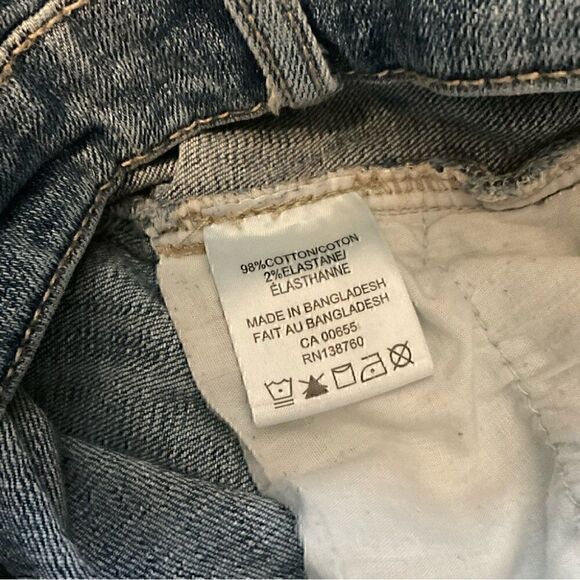 98%COTTON/COTON
2%ELASTANE/
ÉLASTHANNE
MADE IN BANGLADESH
FAIT AU BANGLADESH
CA 00655
RN138760